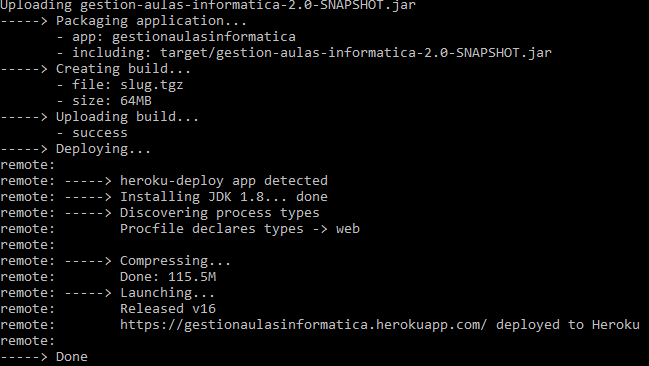 Uploading gestion-aulas-informatica-2.0-SNAPSHOT.jar
-----> Packaging application...
- app: gestionaulasinformatica
- including: target/gestion-aulas-informatica-2.0-SNAPSHOT.jar
-----> Creating build...
- file: slug.tgz
- size: 64MB
-----> Uploading build...
- success
-----> Deploying...
remote:
remote: -----> heroku-deploy app detected
remote: -----> Installing JDK 1.8... done
remote: -----> Discovering process types
remote: Procfile declares types -> web
remote:
remote: -----> Compressing...
remote: Done: 115.5M
remote: -----> Launching...
remote: Released v16
remote: https://gestionaulasinformatica.herokuapp.com/ deployed to Heroku
remote:
-----> Done